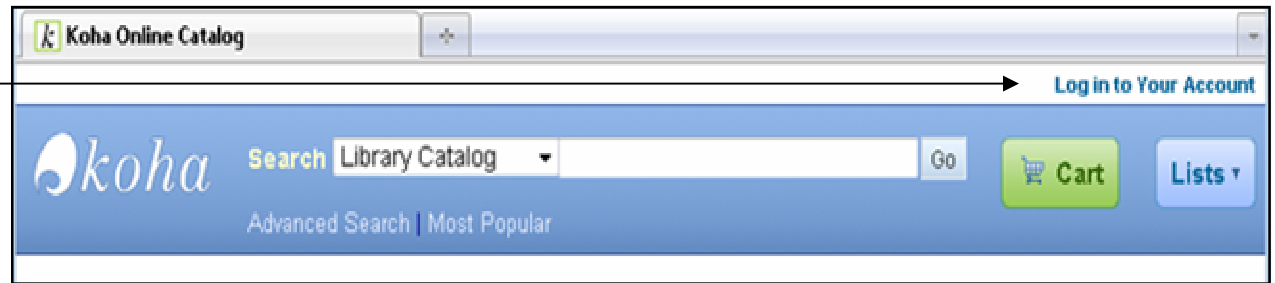 k Koha Online Catalog
Log in to Your Account
koha Search Library Catalog Go Cart Lists
Advanced Search | Most Popular